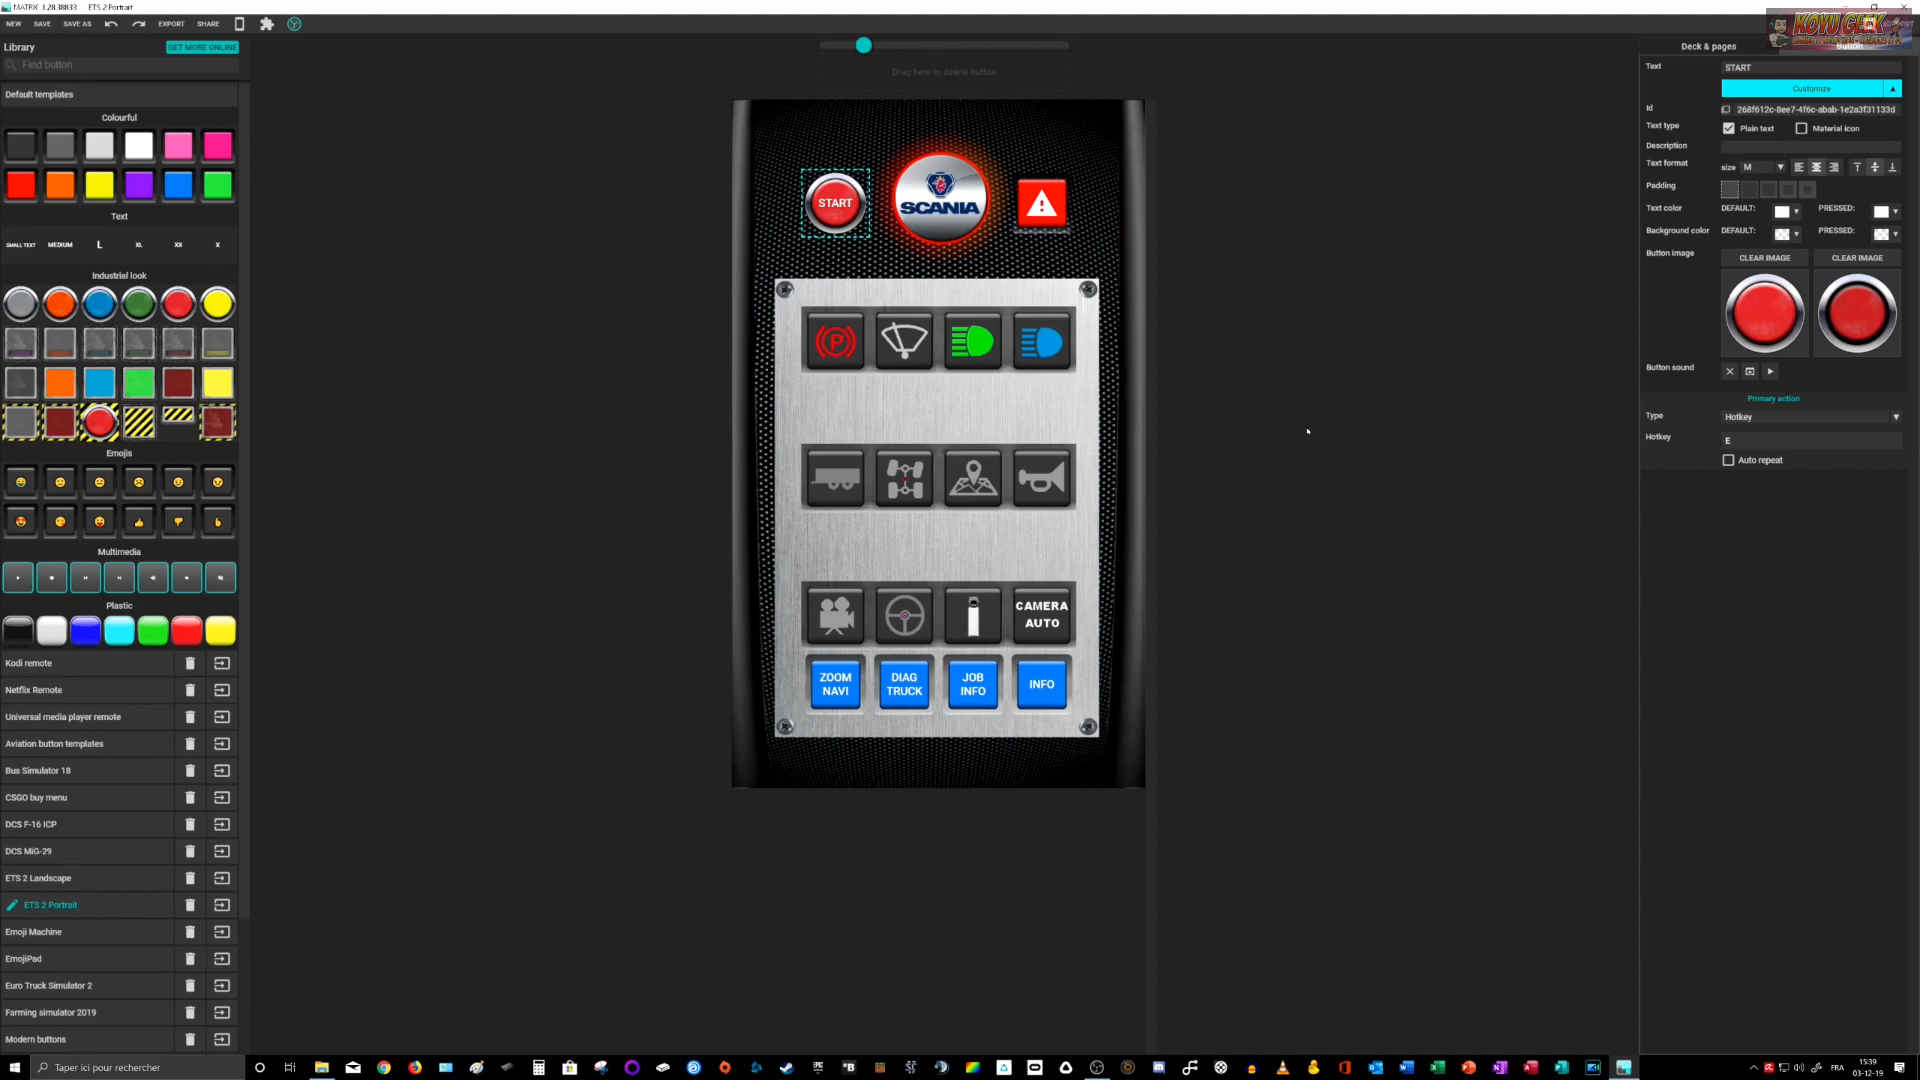 MATRIC 1.28.38833 ETS 2 Portrait
NEW SAVE SAVE AS EXPORT SHARE
KOYU GEEK
Library GET MORE ONLINE
Find button
Default templates
Colourful
Text
SMALL TEXT MEDIUM L XL XX X
Industrial look
Emojis
Multimedia
Plastic
Kodi remote
Netflix Remote
Universal media player remote
Aviation button templates
Bus Simulator 18
CSGO buy menu
DCS F-16 ICP
DCS MiG-29
ETS 2 Landscape
ETS 2 Portrait
Emoji Machine
EmojiPad
Euro Truck Simulator 2
Farming simulator 2019
Modern buttons
Drag here to delete button
START
SCANIA
P
CAMERA
AUTO
ZOOM
NAVI
DIAG
TRUCK
JOB
INFO
INFO
Deck & pages Button
Text START
Customize
Id 268f612c-8ee7-4f6c-abab-1e2a3f31133d
Text type Plain text Material icon
Description
Text format size M
Padding
Text color DEFAULT: PRESSED:
Background color DEFAULT: PRESSED:
Button image CLEAR IMAGE CLEAR IMAGE
Button sound
Primary action
Type Hotkey
Hotkey E
Auto repeat
Taper ici pour rechercher
FRA
15:39
03-12-19